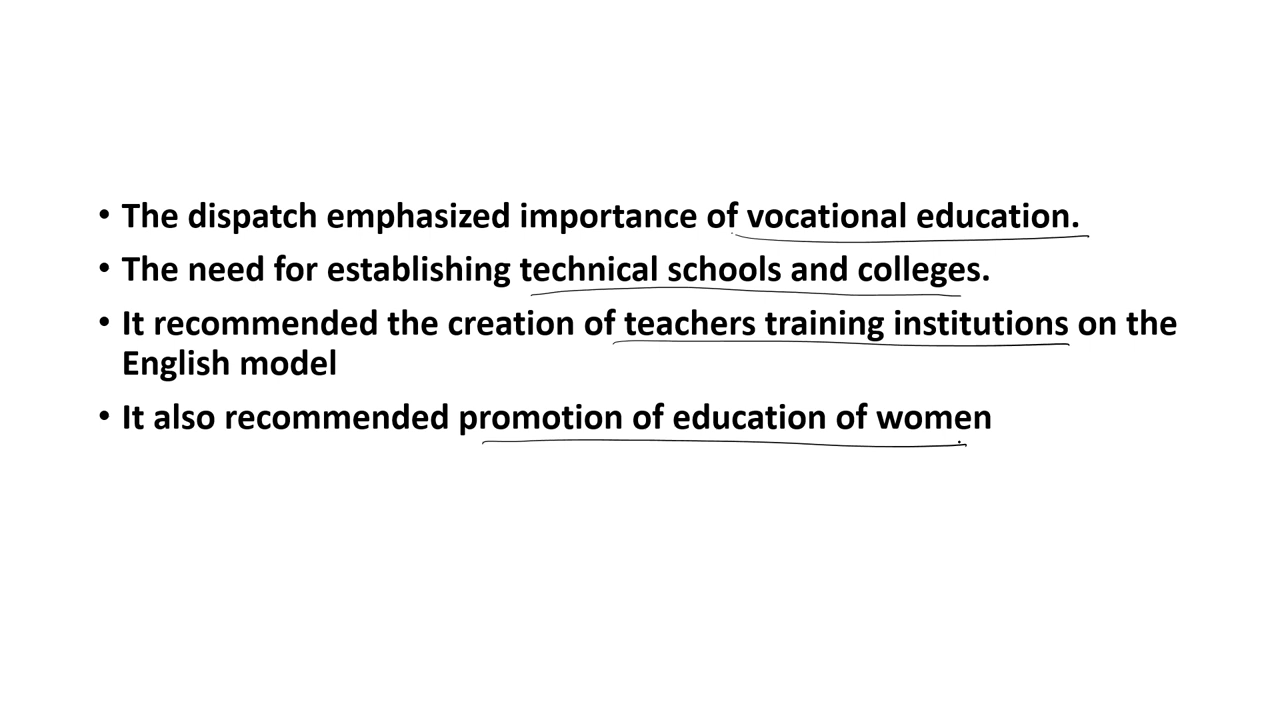 • The dispatch emphasized importance of vocational education.
• The need for establishing technical schools and colleges.
• It recommended the creation of teachers training institutions on the
English model
• It also recommended promotion of education of women